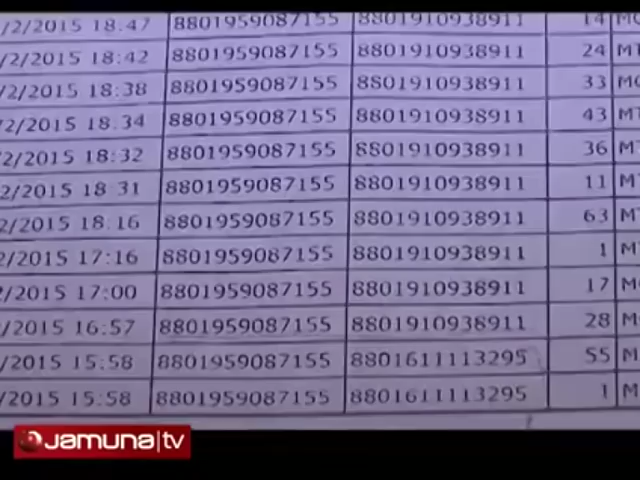 /2/2015 18:47 8801959087155 8801910938911 14
/2/2015 18:42 8801959087155 8801910938911 24
/2/2015 18:38 8801959087155 8801910938911 33
/2/2015 18:34 8801959087155 8801910938911 43
/2/2015 18:32 8801959087155 8801910938911 36
2/2015 18:31 8801959087155 8801910938911 11
2/2015 18:16 8801959087155 8801910938911 63
2/2015 17:16 8801959087155 8801910938911 1
2/2015 17:00 8801959087155 8801910938911 17
/2015 16:57 8801959087155 8801910938911 28
/2015 15:58 8801959087155 8801611113295 55
/2015 15:58 8801959087155 8801611113295 1
Jamuna|tv